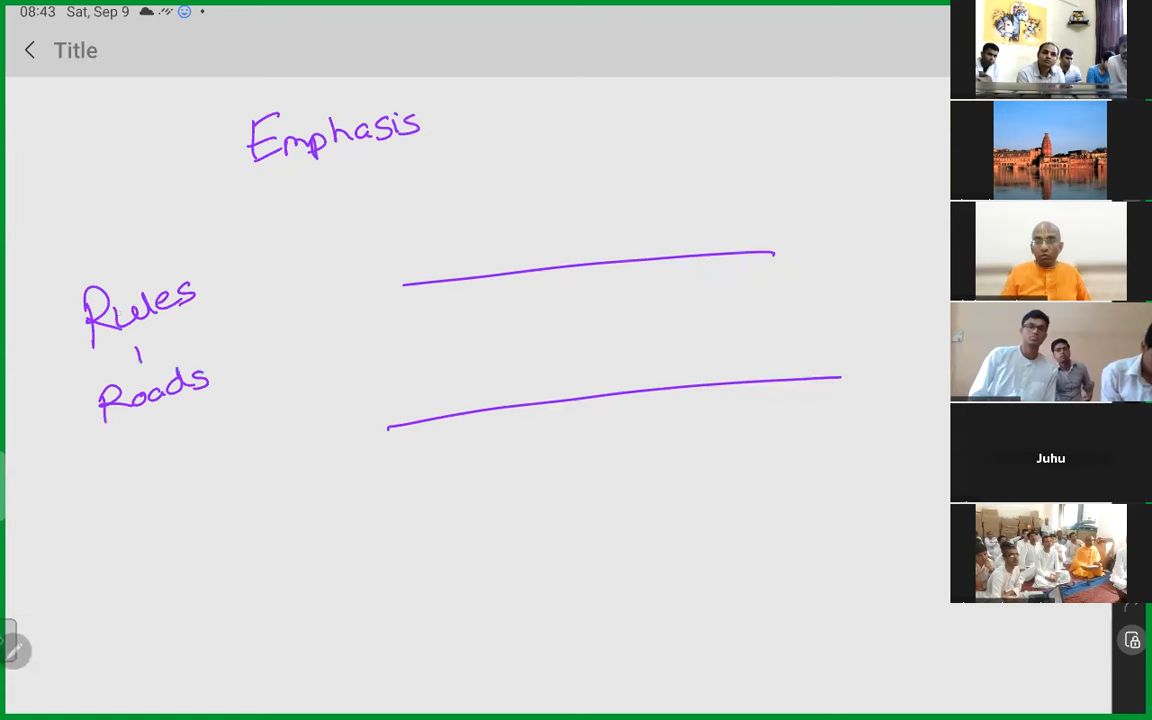 08:43 Sat, Sep 9
Title
Emphasis
Rules
Roads
Juhu